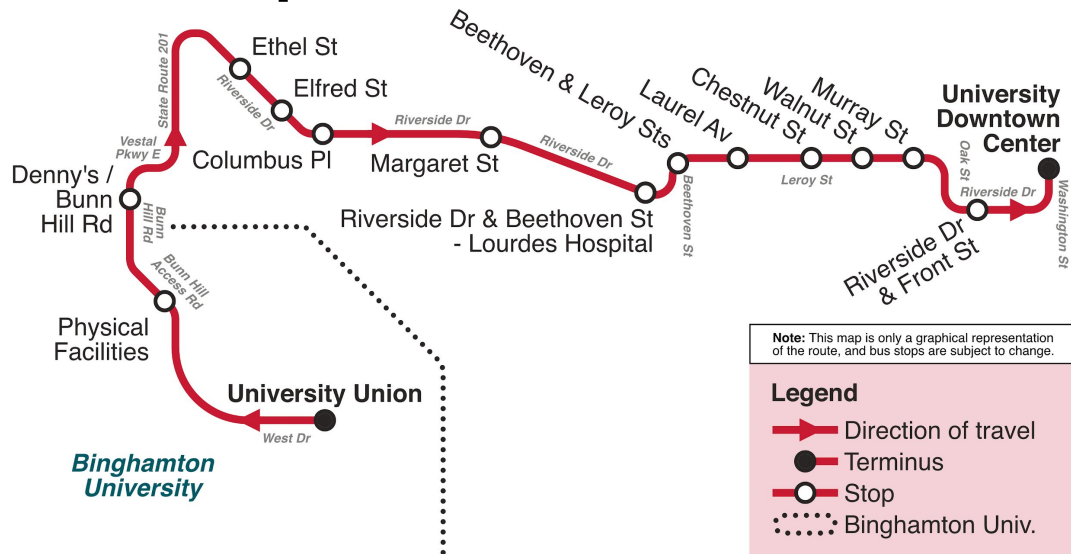 State Route 201
Ethel St
Riverside Dr
Elfred St
Vestal
Pkwy E
Columbus Pl
Riverside Dr
Margaret St
Riverside Dr
Beethoven & Leroy Sts
Laurel Av
Chestnut St
Walnut St
Murray St
University
Downtown
Center
Denny's /
Bunn
Hill Rd
Bunn
Hill Rd
Riverside Dr & Beethoven St
- Lourdes Hospital
Beethoven St
Leroy St
Oak St
Riverside Dr
Washington St
Riverside Dr
& Front St
Bunn Hill
Access Rd
Physical
Facilities
University Union
West Dr
Binghamton
University
Note: This map is only a graphical representation
of the route, and bus stops are subject to change.
Legend
Direction of travel
Terminus
Stop
Binghamton Univ.